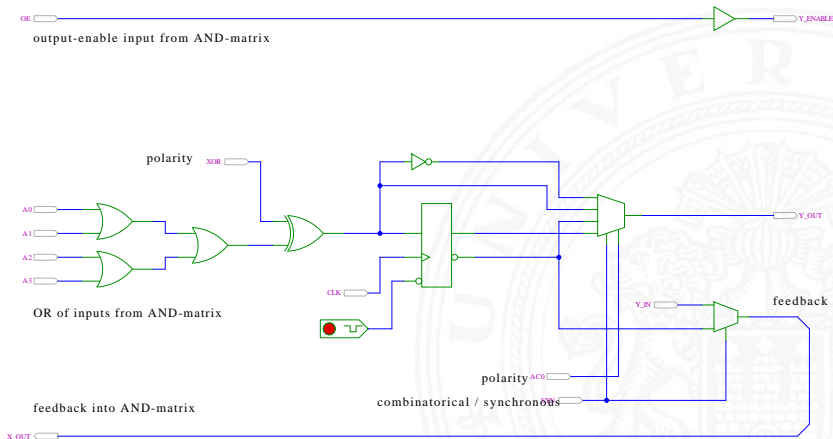 OE
Y_ENABLE
output-enable input from AND-matrix
polarity
XOR
A0
A1
A2
A3
Y_OUT
CLK
Y_IN
feedback
OR of inputs from AND-matrix
polarity AC0
combinatorical / synchronous
feedback into AND-matrix
X_OUT
UNIVER